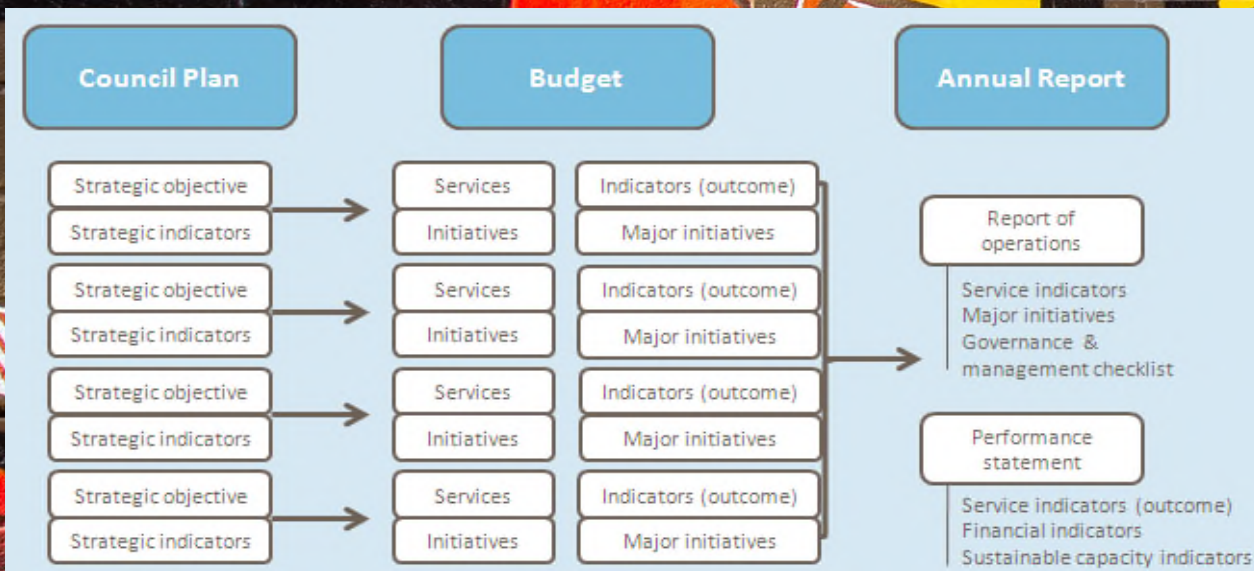 Council Plan
Budget
Annual Report
Strategic objective
Strategic indicators
Services
Initiatives
Indicators (outcome)
Major initiatives
Strategic objective
Strategic indicators
Services
Initiatives
Indicators (outcome)
Major initiatives
Strategic objective
Strategic indicators
Services
Initiatives
Indicators (outcome)
Major initiatives
Strategic objective
Strategic indicators
Services
Initiatives
Indicators (outcome)
Major initiatives
Report of
operations
Service indicators
Major initiatives
Governance &
management checklist
Performance
statement
Service indicators (outcome)
Financial indicators
Sustainable capacity indicators